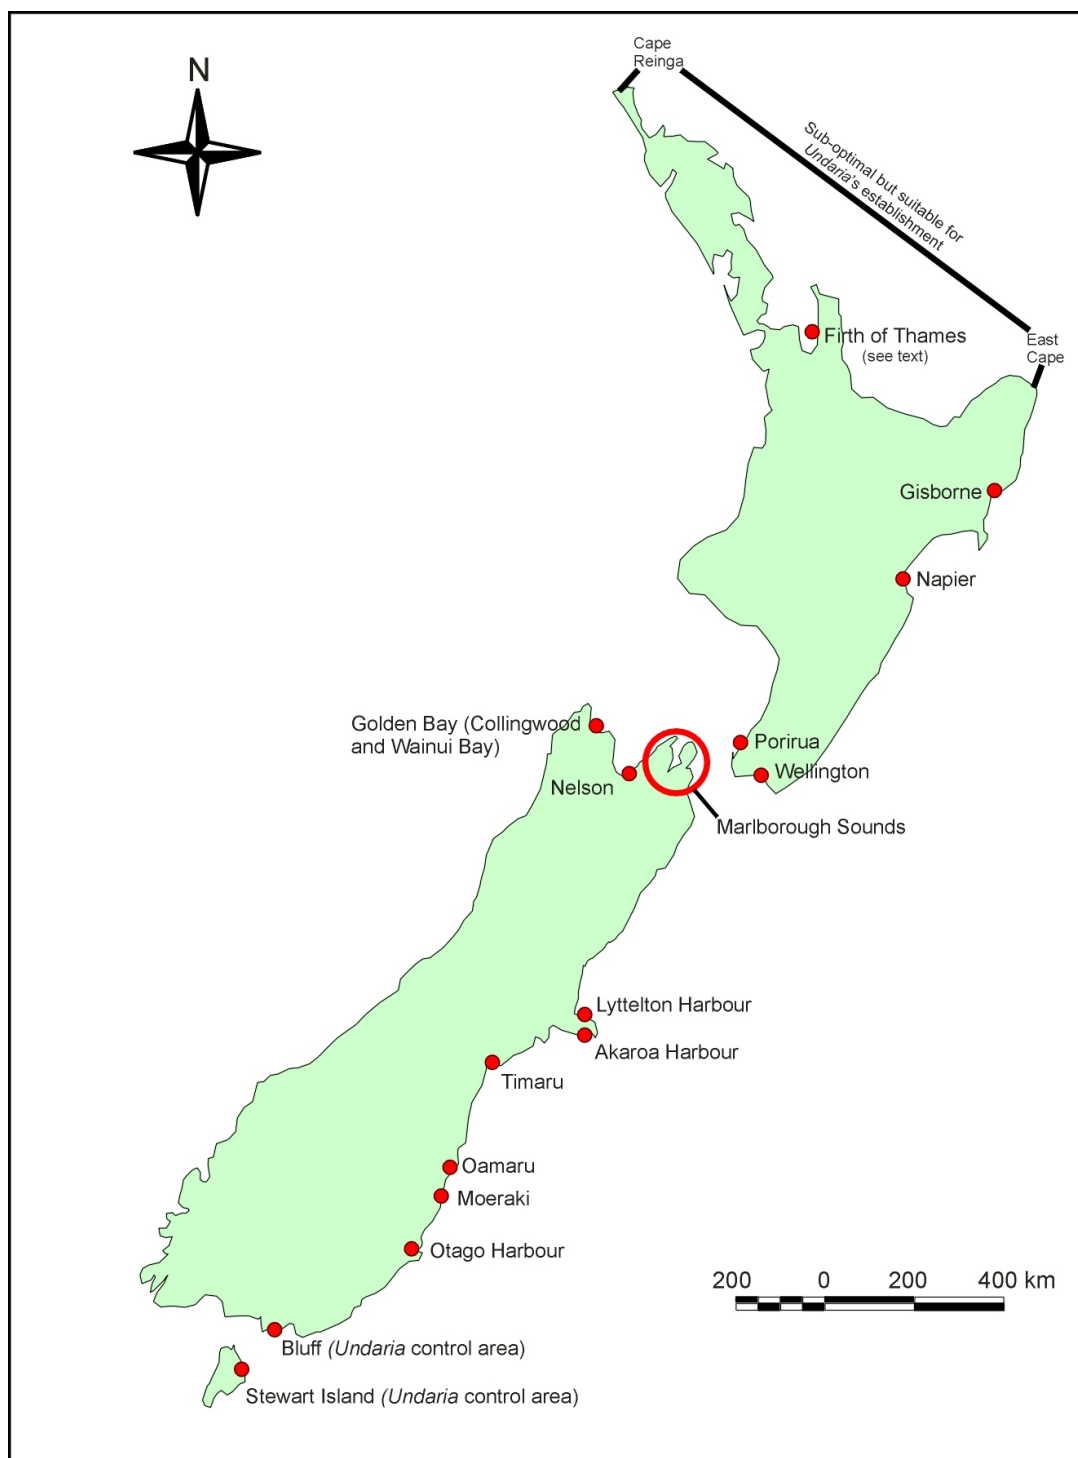 N
Cape
Reinga
Sub-optimal but suitable for
Undaria's establishment
East
Cape
Firth of Thames
(see text)
Gisborne
Napier
Golden Bay (Collingwood
and Wainui Bay)
Porirua
Wellington
Nelson
Marlborough Sounds
Lyttelton Harbour
Akaroa Harbour
Timaru
Oamaru
Moeraki
Otago Harbour
200 0 200 400 km
Bluff (Undaria control area)
Stewart Island (Undaria control area)